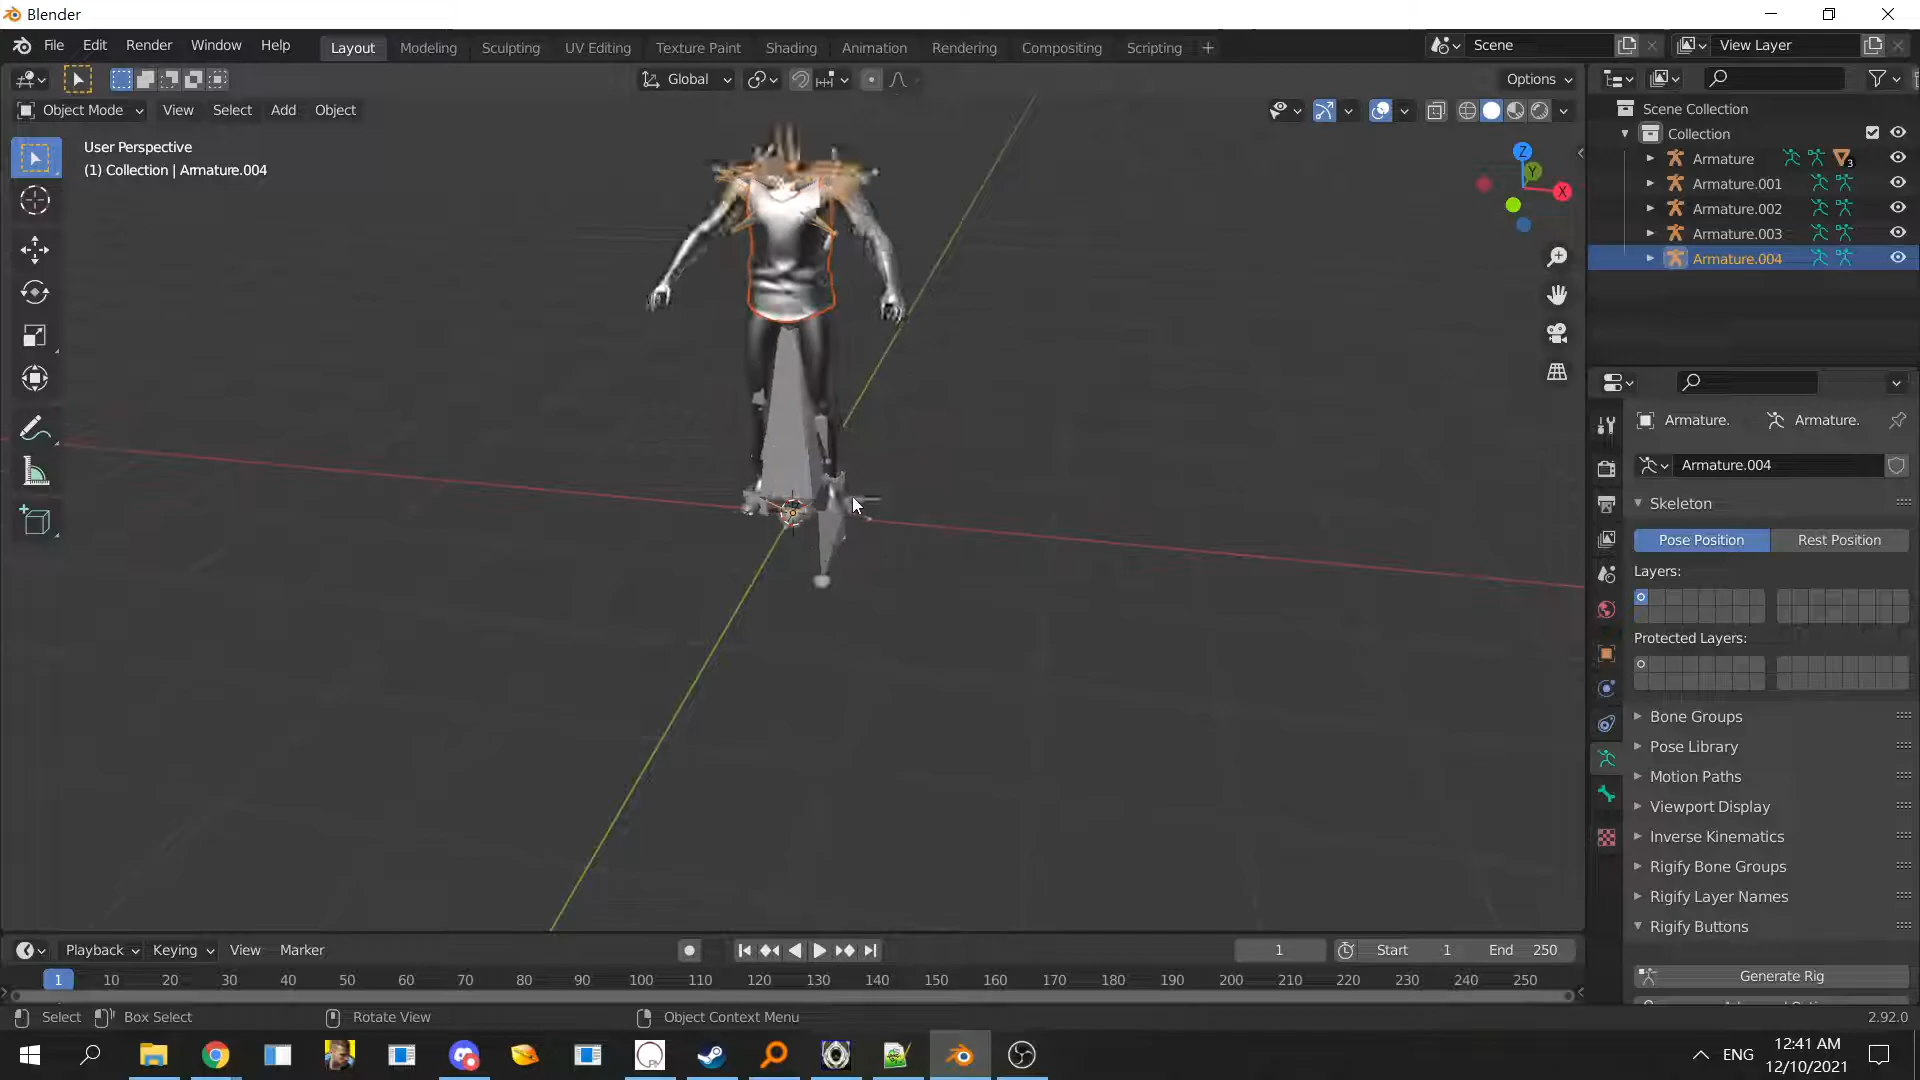 Blender
File Edit Render Window Help
Layout Modeling Sculpting UV Editing Texture Paint Shading Animation Rendering Compositing Scripting +
Scene
View Layer
Global
Options
Object Mode View Select Add Object
User Perspective
(1) Collection | Armature.004
Z
Y
X
Scene Collection
Collection
Armature
3
Armature.001
Armature.002
Armature.003
Armature.004
Armature. Armature.
Armature.004
Skeleton
Pose Position Rest Position
Layers:
Protected Layers:
Bone Groups
Pose Library
Motion Paths
Viewport Display
Inverse Kinematics
Rigify Bone Groups
Rigify Layer Names
Rigify Buttons
Generate Rig
Playback Keying View Marker
1 Start 1 End 250
1 10 20 30 40 50 60 70 80 90 100 110 120 130 140 150 160 170 180 190 200 210 220 230 240 250
Select Box Select Rotate View Object Context Menu 2.92.0
ENG
12:41 AM
12/10/2021